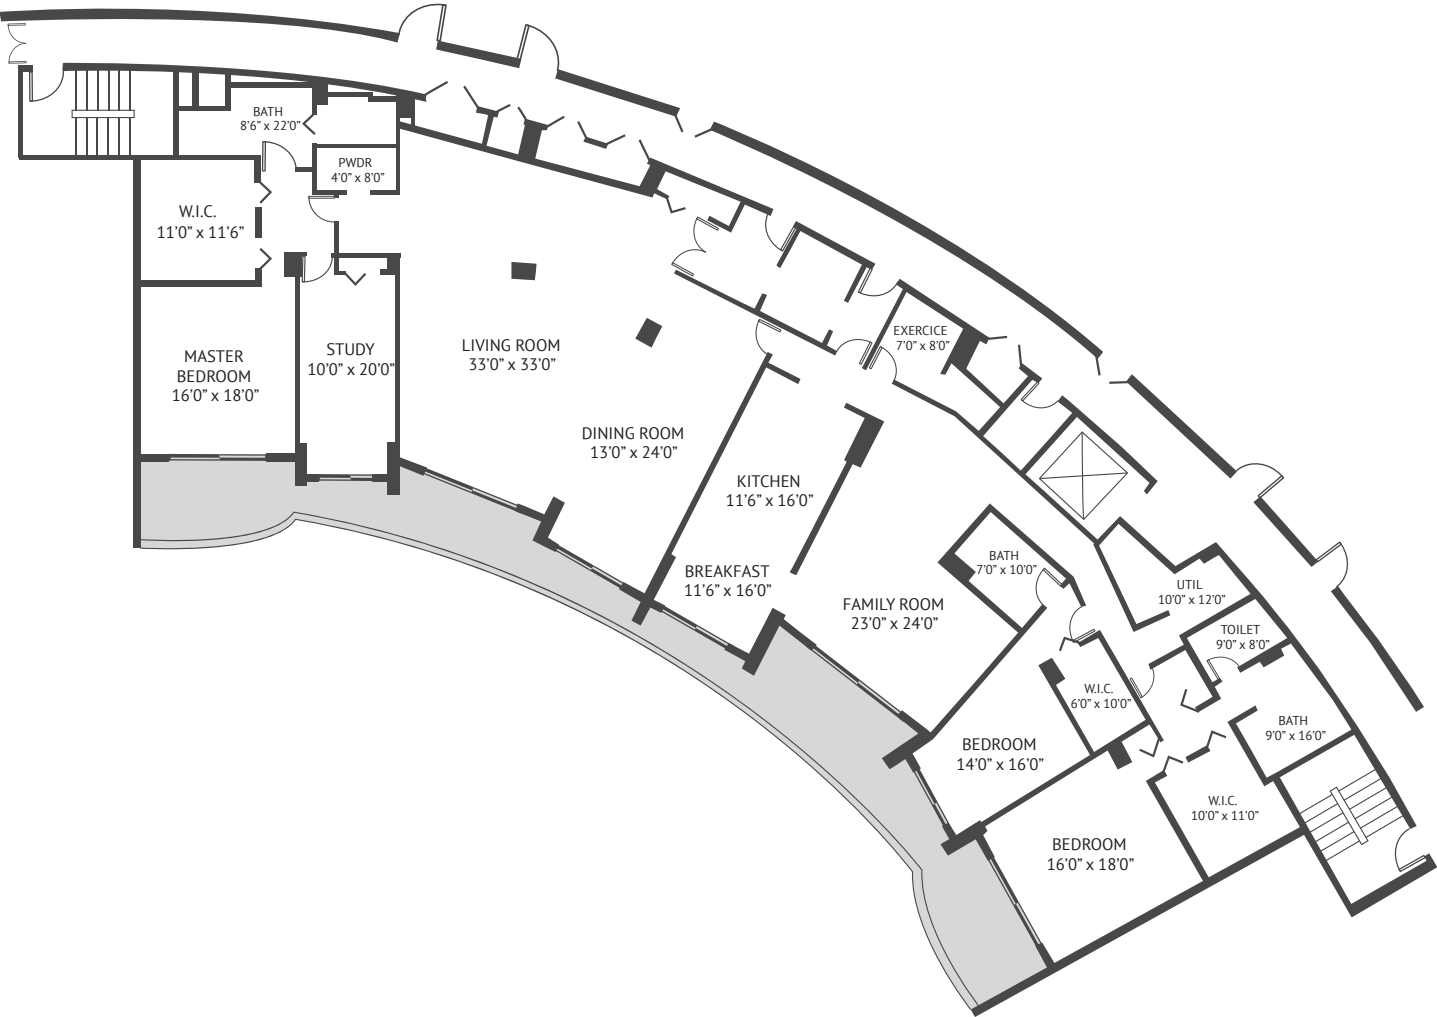 BATH
8’6” x 22’0”
PWDR
4’0” x 8’0”
W.I.C.
11’0” x 11’6”
MASTER
BEDROOM
16’0” x 18’0”
STUDY
10’0” x 20’0”
LIVING ROOM
33’0” x 33’0”
DINING ROOM
13’0” x 24’0”
EXERCICE
7’0” x 8’0”
KITCHEN
11’6” x 16’0”
BREAKFAST
11’6” x 16’0”
FAMILY ROOM
23’0” x 24’0”
BATH
7’0” x 10’0”
UTIL
10’0” x 12’0”
TOILET
9’0” x 8’0”
W.I.C.
6’0” x 10’0”
BATH
9’0” x 16’0”
BEDROOM
14’0” x 16’0”
W.I.C.
10’0” x 11’0”
BEDROOM
16’0” x 18’0”